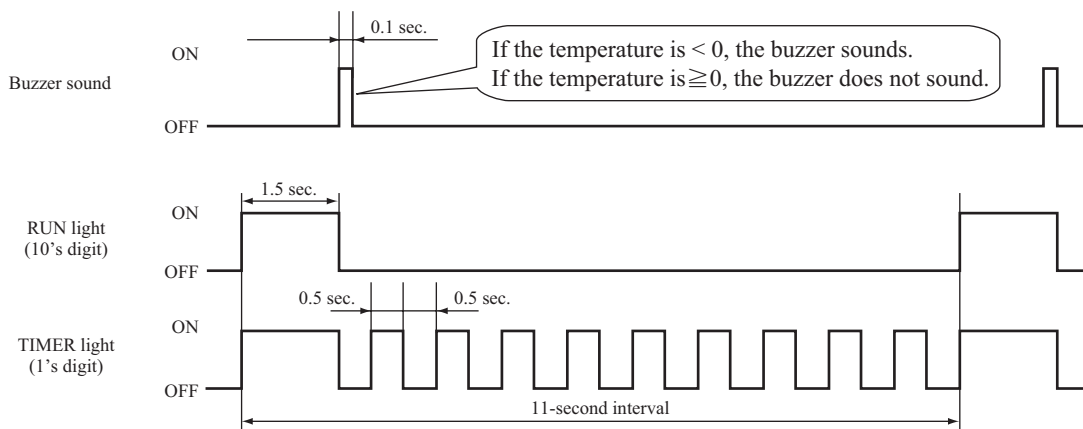 0.1 sec.
ON
If the temperature is < 0, the buzzer sounds.
If the temperature is ≧0, the buzzer does not sound.
Buzzer sound
OFF
1.5 sec.
ON
RUN light
(10's digit)
OFF
0.5 sec.
0.5 sec.
ON
TIMER light
(1's digit)
OFF
11-second interval